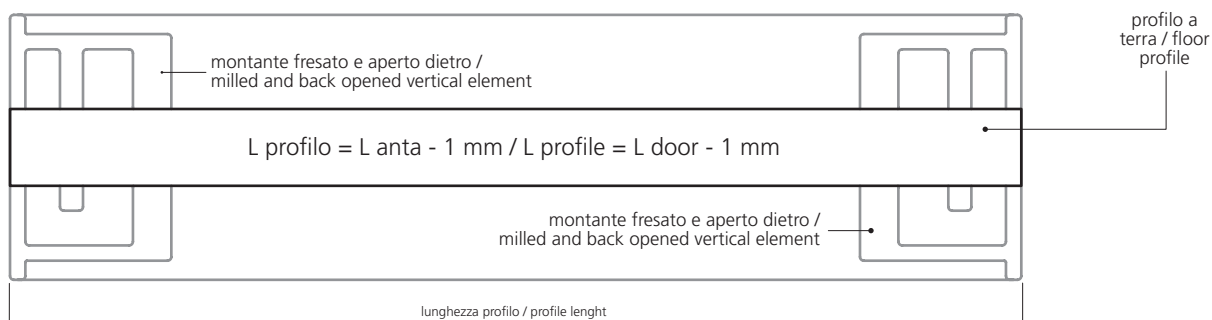 profilo a
terra / floor
profile
montante fresato e aperto dietro /
milled and back opened vertical element
L profilo = L anta - 1 mm / L profile = L door - 1 mm
montante fresato e aperto dietro /
milled and back opened vertical element
lunghezza profilo / profile lenght